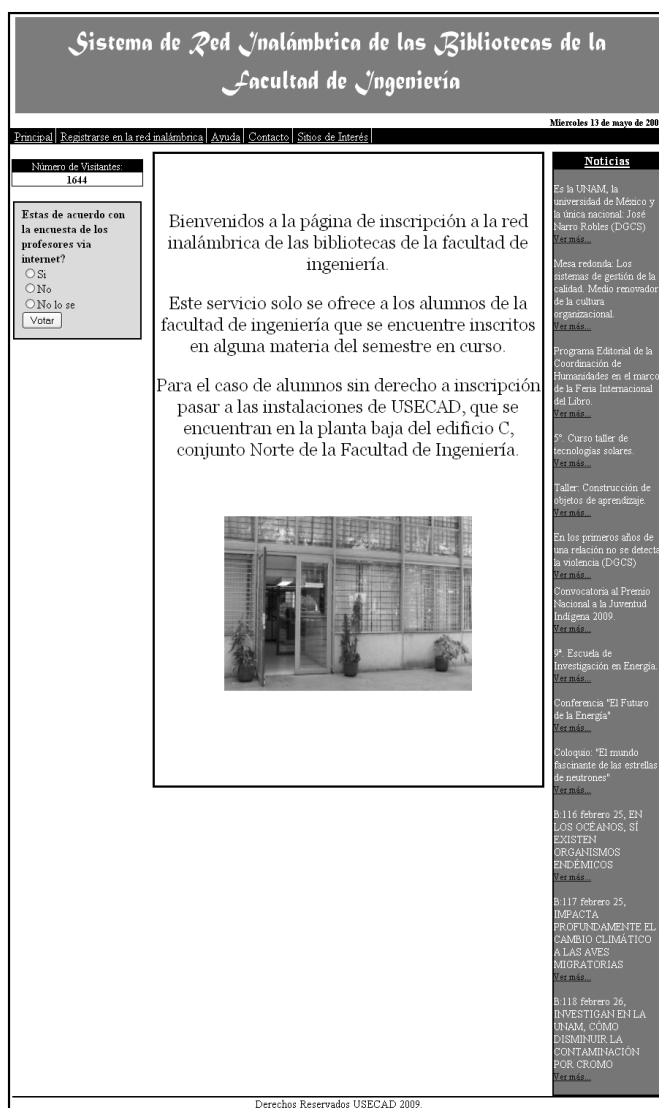 Sistema de Red Inalámbrica de las Bibliotecas de la
Facultad de Ingeniería
Miercoles 13 de mayo de 200
Principal| Registrarse en la red inalámbrica| Ayuda| Contacto| Sitios de Interés|
Número de Visitantes:
1644
Estas de acuerdo con
la encuesta de los
profesores via
internet?
Si
No
No lo se
Votar
Bienvenidos a la página de inscripción a la red
inalámbrica de las bibliotecas de la facultad de
ingeniería.
Este servicio solo se ofrece a los alumnos de la
facultad de ingeniería que se encuentre inscritos
en alguna materia del semestre en curso.
Para el caso de alumnos sin derecho a inscripción
pasar a las instalaciones de USECAD, que se
encuentran en la planta baja del edificio C,
conjunto Norte de la Facultad de Ingeniería.
Noticias
Es la UNAM, la
universidad de México y
la única nacional: José
Narro Robles (DGCS)
Ver más...
Mesa redonda: Los
sistemas de gestión de la
calidad. Medio renovador
de la cultura
organizacional.
Ver más...
Programa Editorial de la
Coordinación de
Humanidades en el marco
de la Feria Internacional
del Libro.
Ver más...
5°. Curso taller de
tecnologías solares.
Ver más...
Taller: Construcción de
objetos de aprendizaje.
Ver más...
En los primeros años de
una relación no se detecta
la violencia (DGCS)
Ver más...
Convocatoria al Premio
Nacional a la Juventud
Indígena 2009.
Ver más...
9ª. Escuela de
Investigación en Energía.
Ver más...
Conferencia "El Futuro
de la Energía"
Ver más...
Coloquio: "El mundo
fascinante de las estrellas
de neutrones"
Ver más...
B:116 febrero 25, EN
LOS OCÉANOS, SÍ
EXISTEN
ORGANISMOS
ENDÉMICOS
Ver más...
B:117 febrero 25,
IMPACTA
PROFUNDAMENTE EL
CAMBIO CLIMÁTICO
A LAS AVES
MIGRATORIAS
Ver más...
B:118 febrero 26,
INVESTIGAN EN LA
UNAM, CÓMO
DISMINUIR LA
CONTAMINACIÓN
POR CROMO
Ver más...
Derechos Reservados USECAD 2009.